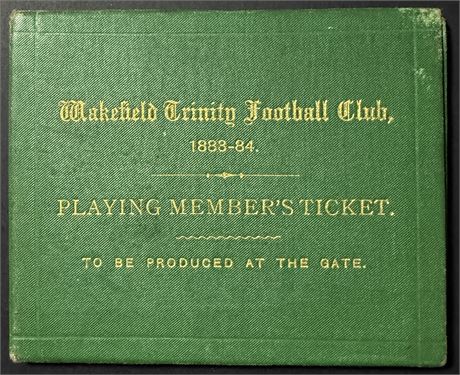 Wakefield Trinity Football Club,
1883-84.
PLAYING MEMBER'S TICKET.
TO BE PRODUCED AT THE GATE.